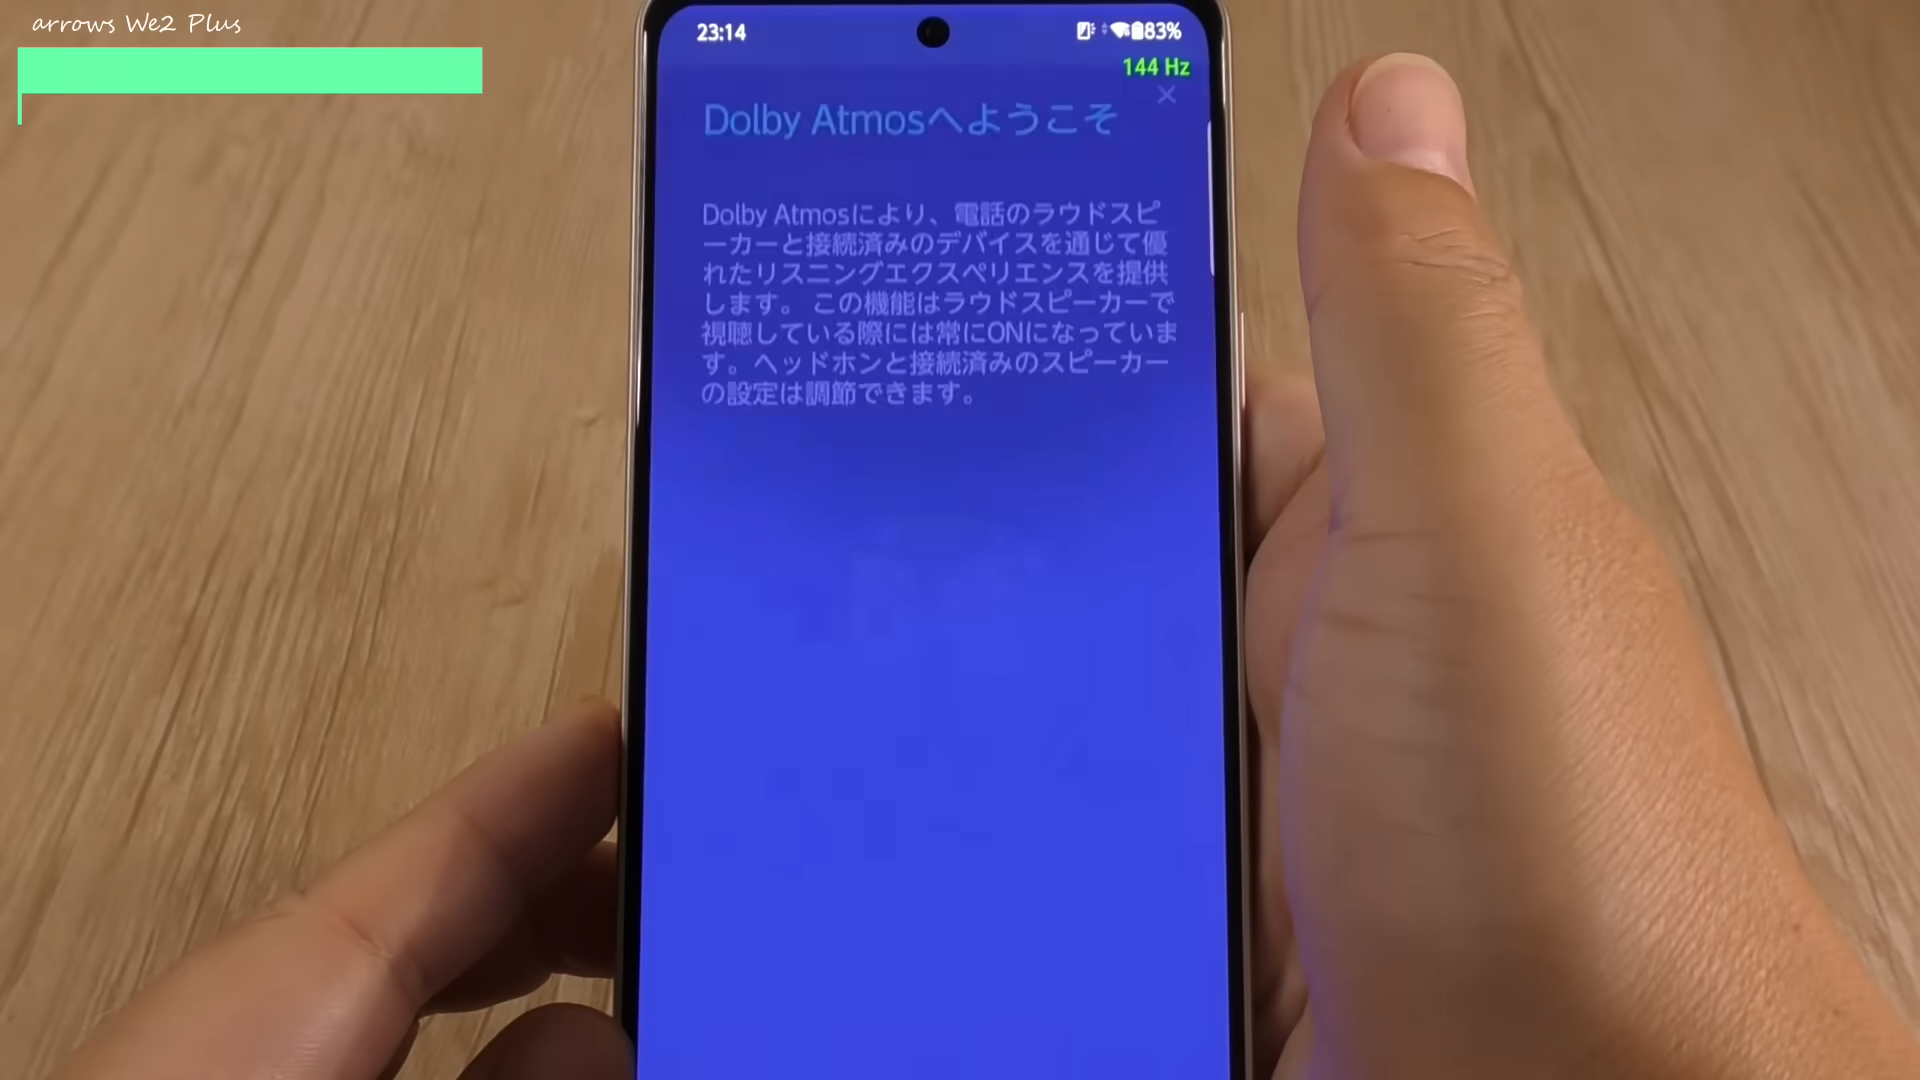 arrows We2 Plus
23:14
83%
144 Hz
Dolby Atmosへようこそ
Dolby Atmosにより、電話のラウドスピ
ーカーと接続済みのデバイスを通じて優
れたリスニングエクスペリエンスを提供
します。 この機能はラウドスピーカーで
視聴している際には常にONになっていま
す。ヘッドホンと接続済みのスピーカー
の設定は調節できます。